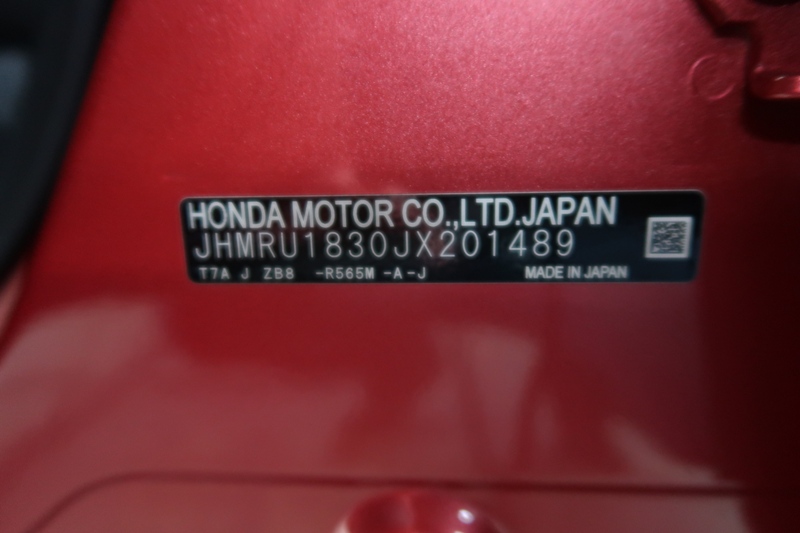 HONDA MOTOR CO.,LTD.JAPAN
JHMRU1830JX201489
T7A J ZB8 -R565M -A-J
MADE IN JAPAN